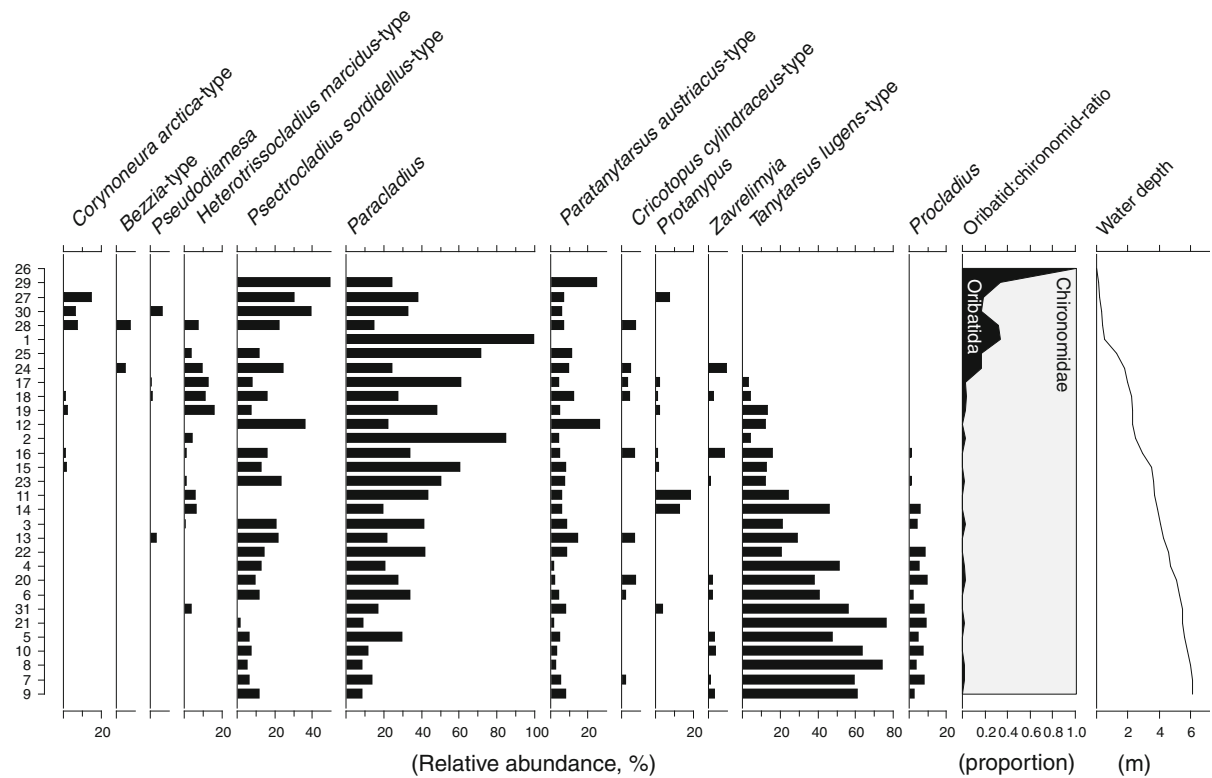 Corynoneura arctica-type
Bezzia-type
Pseudodiamesa
Heterotrissocladius marcidus-type
Psectrocladius sordidellus-type
Paracladius
Paratanytarsus austriacus-type
Cricotopus cylindraceus-type
Protanypus
Zavrelimyia
Tanytarsus lugens-type
Procladius
Oribatid:chironomid-ratio
Water depth
26
29
27
30
28
1
25
24
17
18
19
12
2
16
15
23
11
14
3
13
22
4
20
6
31
21
5
10
8
7
9
Oribatida
Chironomidae
20 20 20 40 20 40 60 80 100 20 20 20 40 60 80 20 0.2 0.4 0.6 0.8 1.0 2 4 6
(Relative abundance, %) (proportion) (m)